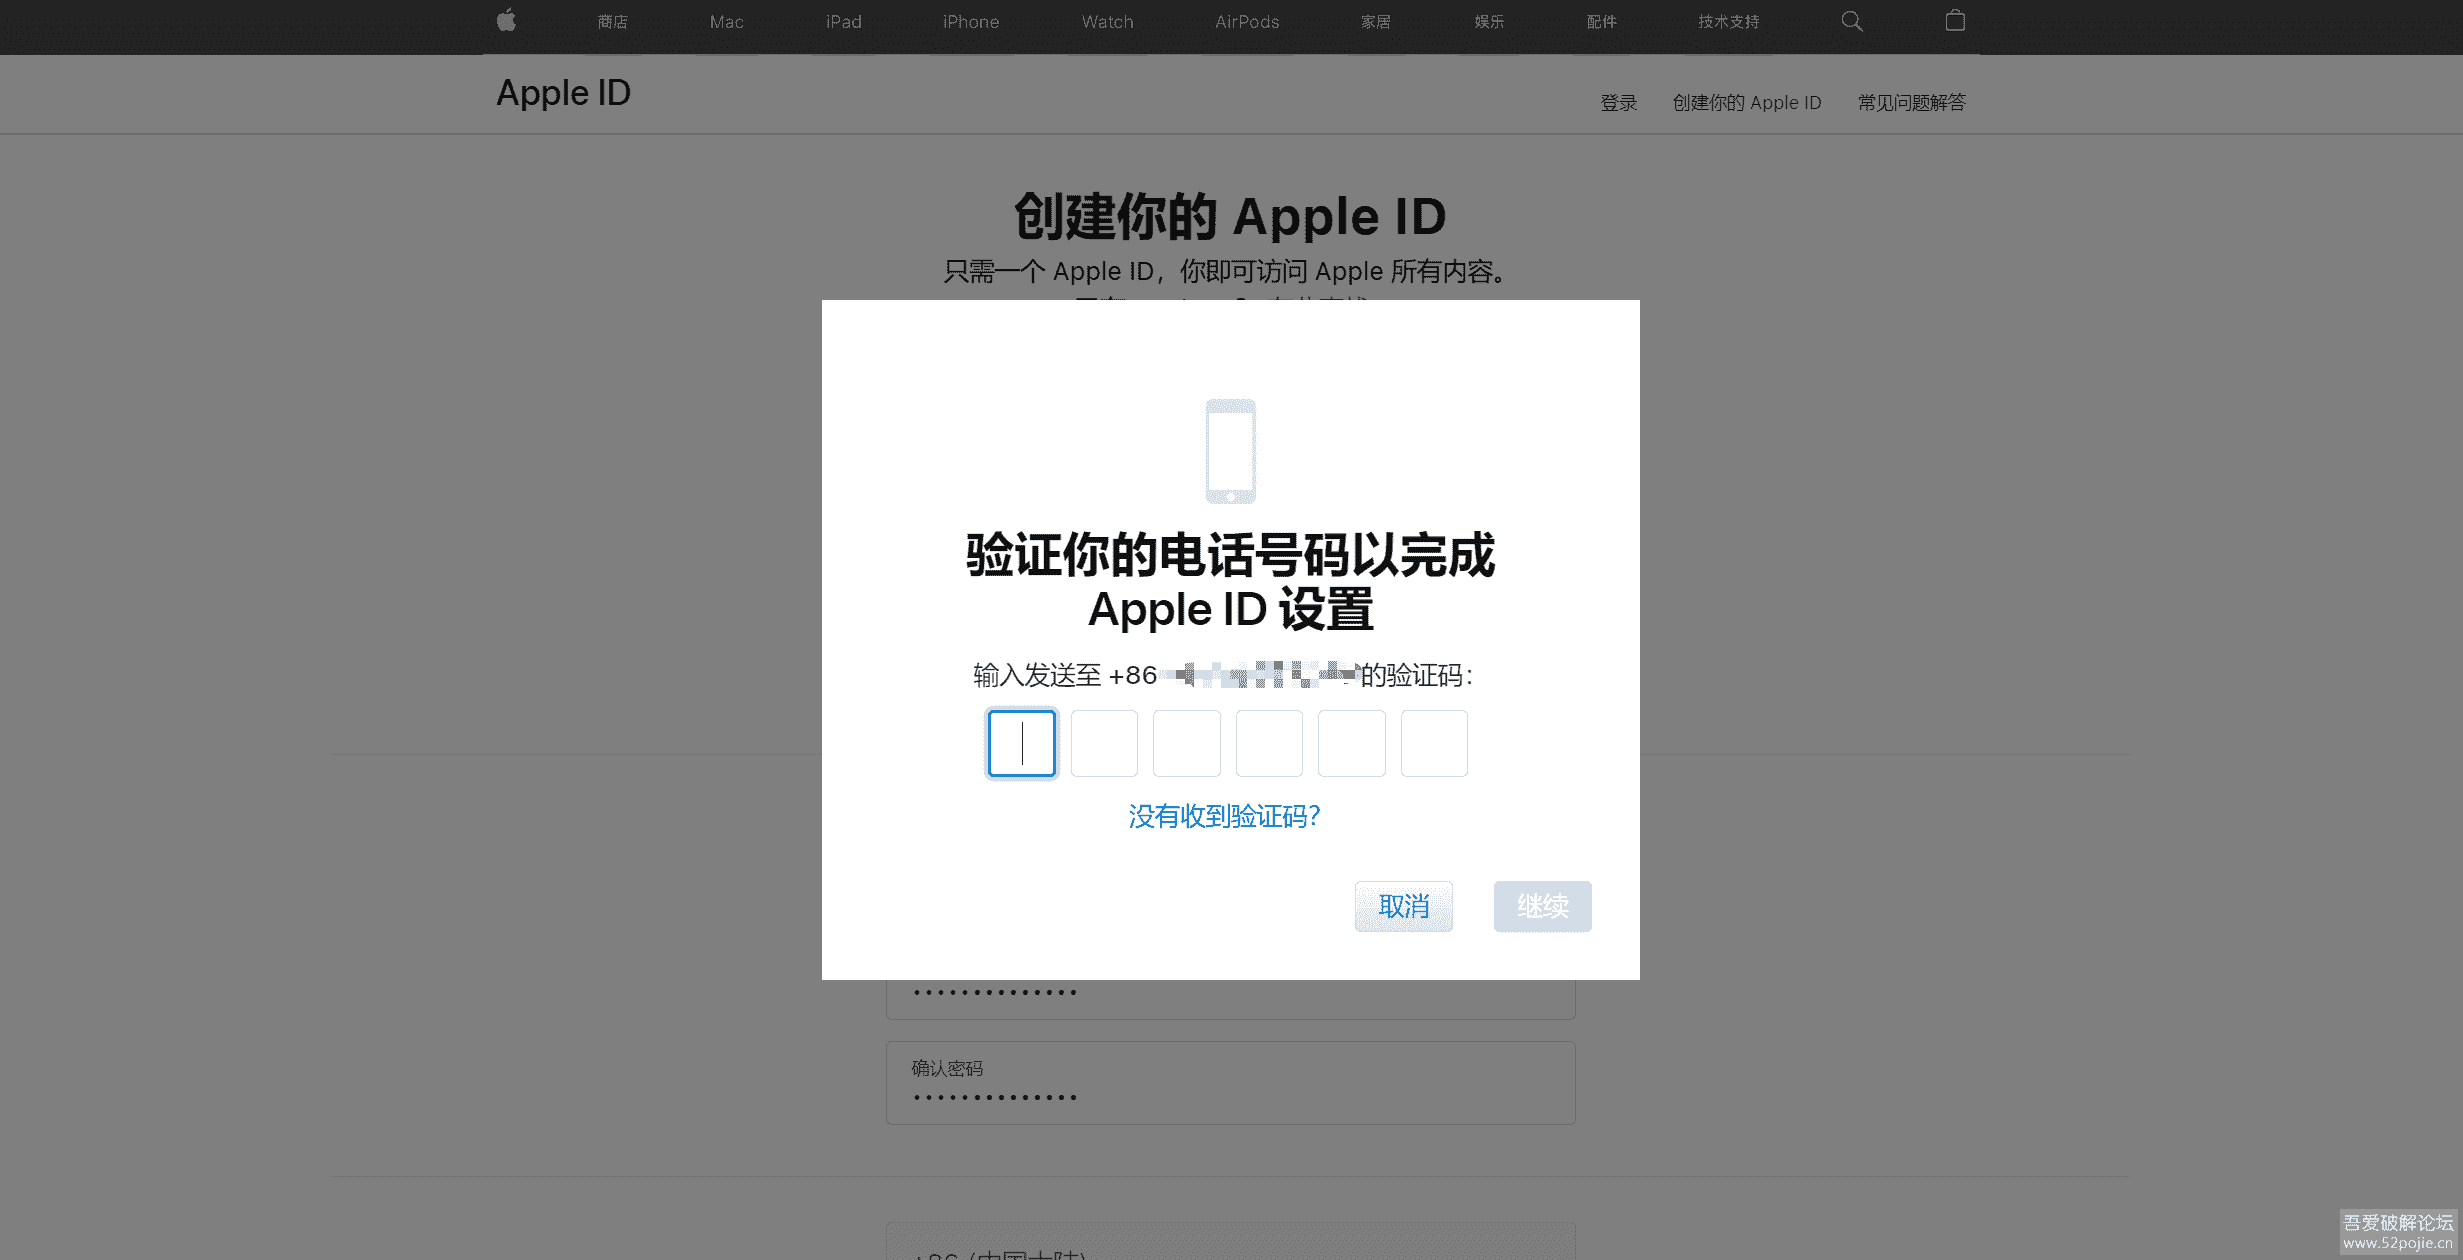 商店 Mac iPad iPhone Watch AirPods 家居 娱乐 配件 技术支持
Apple ID
登录 创建你的 Apple ID 常见问题解答
创建你的 Apple ID
只需一个 Apple ID，你即可访问 Apple 所有内容。
验证你的电话号码以完成
Apple ID 设置
输入发送至 +86 的验证码：
没有收到验证码？
取消 继续
••••••••••••••
确认密码
••••••••••••••
+86 (中国大陆)
吾爱破解论坛
www.52pojie.cn